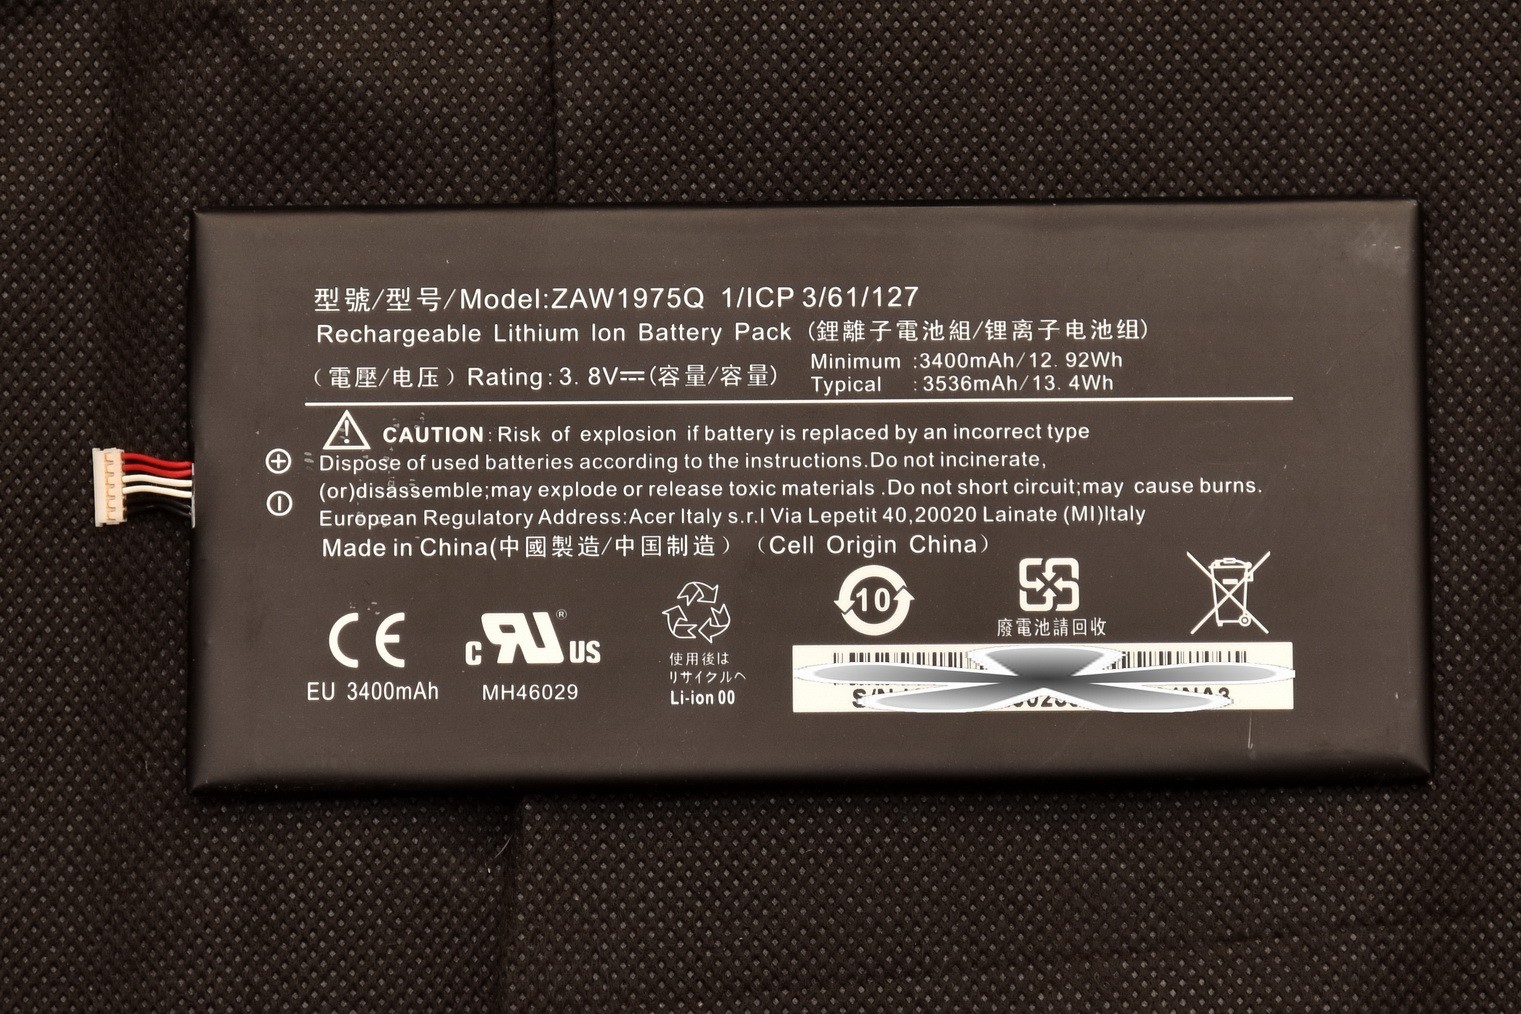 型號/型号/Model:ZAW1975Q 1/ICP 3/61/127
Rechargeable Lithium Ion Battery Pack (鋰離子電池組/锂离子电池组)
(電壓/电压) Rating: 3. 8V⎓(容量/容量)
Minimum :3400mAh/12. 92Wh
Typical : 3536mAh/13. 4Wh
CAUTION: Risk of explosion if battery is replaced by an incorrect type
Dispose of used batteries according to the instructions.Do not incinerate,
(or)disassemble;may explode or release toxic materials .Do not short circuit;may cause burns.
European Regulatory Address:Acer Italy s.r.l Via Lepetit 40,20020 Lainate (MI)Italy
Made in China(中國製造/中国制造) (Cell Origin China)
10
廢電池請回收
CE
EU 3400mAh
c RU ® US
MH46029
使用後は
リサイクルへ
Li-ion 00
S/N